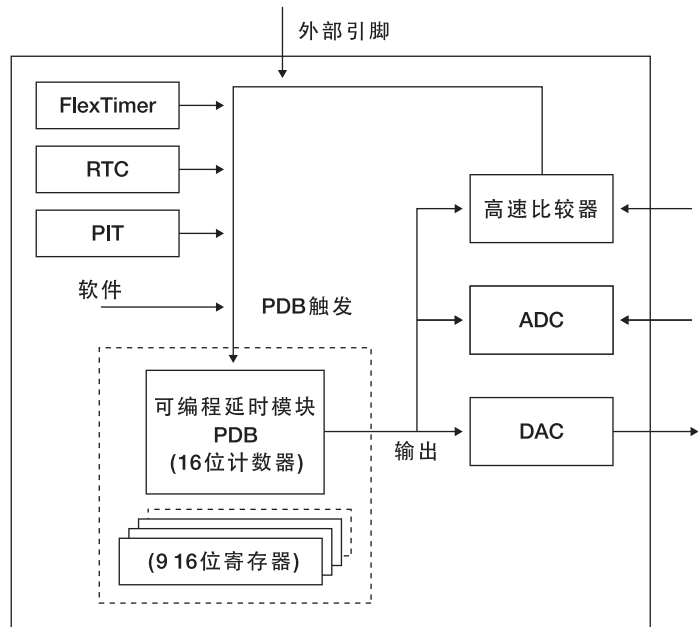 外部引脚
FlexTimer
RTC
PIT
软件
PDB触发
高速比较器
ADC
DAC
可编程延时模块
PDB
(16位计数器)
输出
(9 16位寄存器)